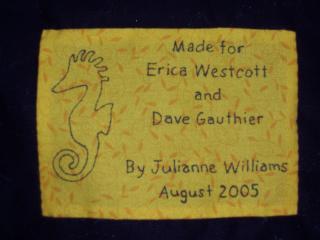 Made for
Erica Westcott
and
Dave Gauthier
By Julianne Williams
August 2005